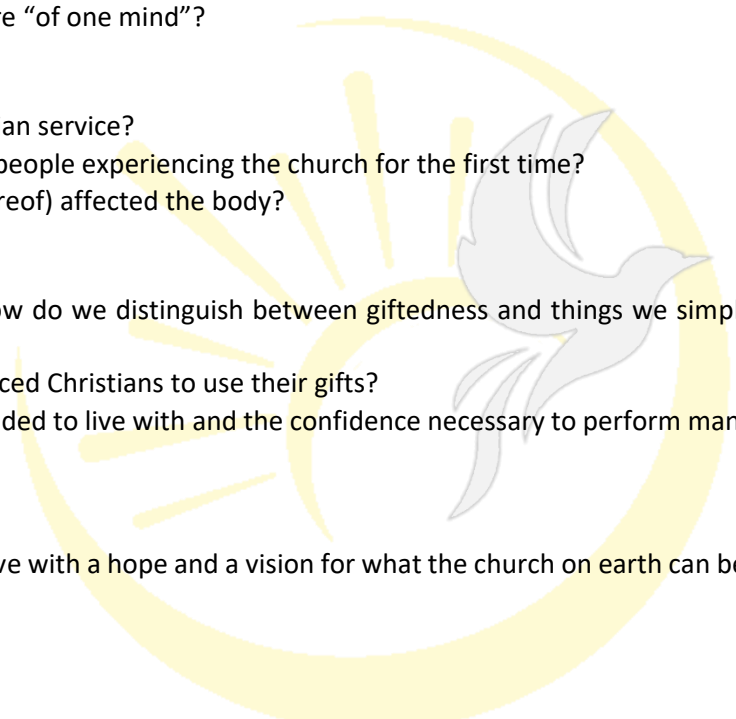 re “of one mind”?
an service?
people experiencing the church for the first time?
reof) affected the body?
ow do we distinguish between giftedness and things we simpl
ced Christians to use their gifts?
ded to live with and the confidence necessary to perform man
ve with a hope and a vision for what the church on earth can be